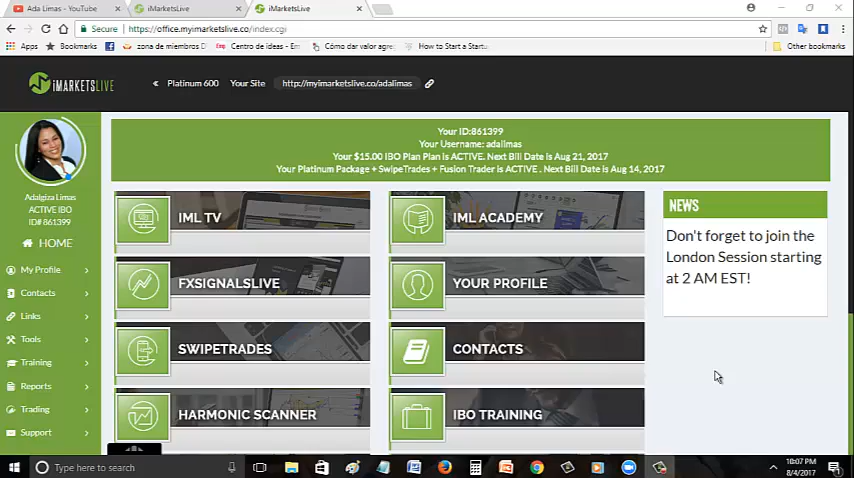 Ada Limas - YouTube
iMarketsLive
iMarketsLive
Secure
https://office.myimarketslive.co/index.cgi
Apps
Bookmarks
zona de miembros D
Centro de ideas - En
Cómo dar valor agre
How to Start a Startu
Other bookmarks
iMARKETSLIVE
Platinum 600
Your Site
http://myimarketslive.co/adalimas
Your ID:861399
Your Username: adalimas
Your $15.00 IBO Plan Plan is ACTIVE. Next Bill Date is Aug 21, 2017
Your Platinum Package + SwipeTrades + Fusion Trader is ACTIVE . Next Bill Date is Aug 14, 2017
Adalgiza Limas
ACTIVE IBO
ID# 861399
HOME
My Profile
Contacts
Links
Tools
Training
Reports
Trading
Support
IML TV
IML ACADEMY
FXSIGNALSLIVE
YOUR PROFILE
SWIPETRADES
CONTACTS
HARMONIC SCANNER
IBO TRAINING
NEWS
Don't forget to join the
London Session starting
at 2 AM EST!
Type here to search
10:07 PM
8/4/2017